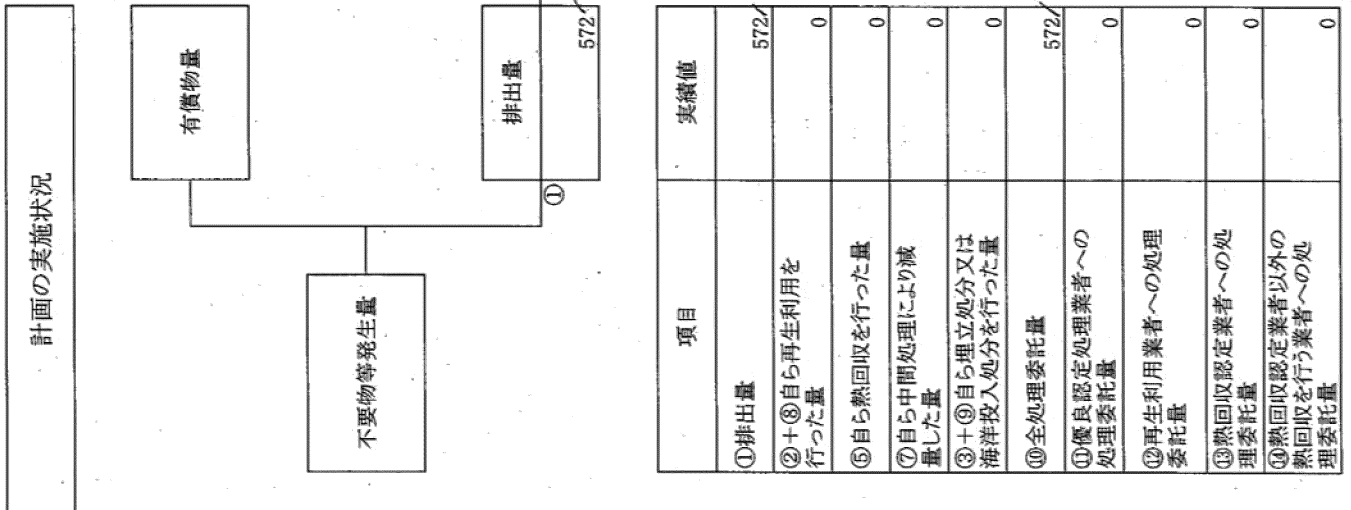 計画の実施状況
有償物量
不要物等発生量
①
排出量
572
項目
実績値
①排出量
572
②+⑧自ら再生利用を
行った量
0
⑤自ら熱回収を行った量
0
⑦自ら中間処理により減
量した量
0
③+⑨自ら埋立処分又は
海洋投入処分を行った量
0
⑩全処理委託量
572
⑪優良認定処理業者への
処理委託量
0
⑫再生利用業者への処理
委託量
0
⑬熱回収認定業者への処
理委託量
0
⑭熱回収認定業者以外の
熱回収を行う業者への処
理委託量
0